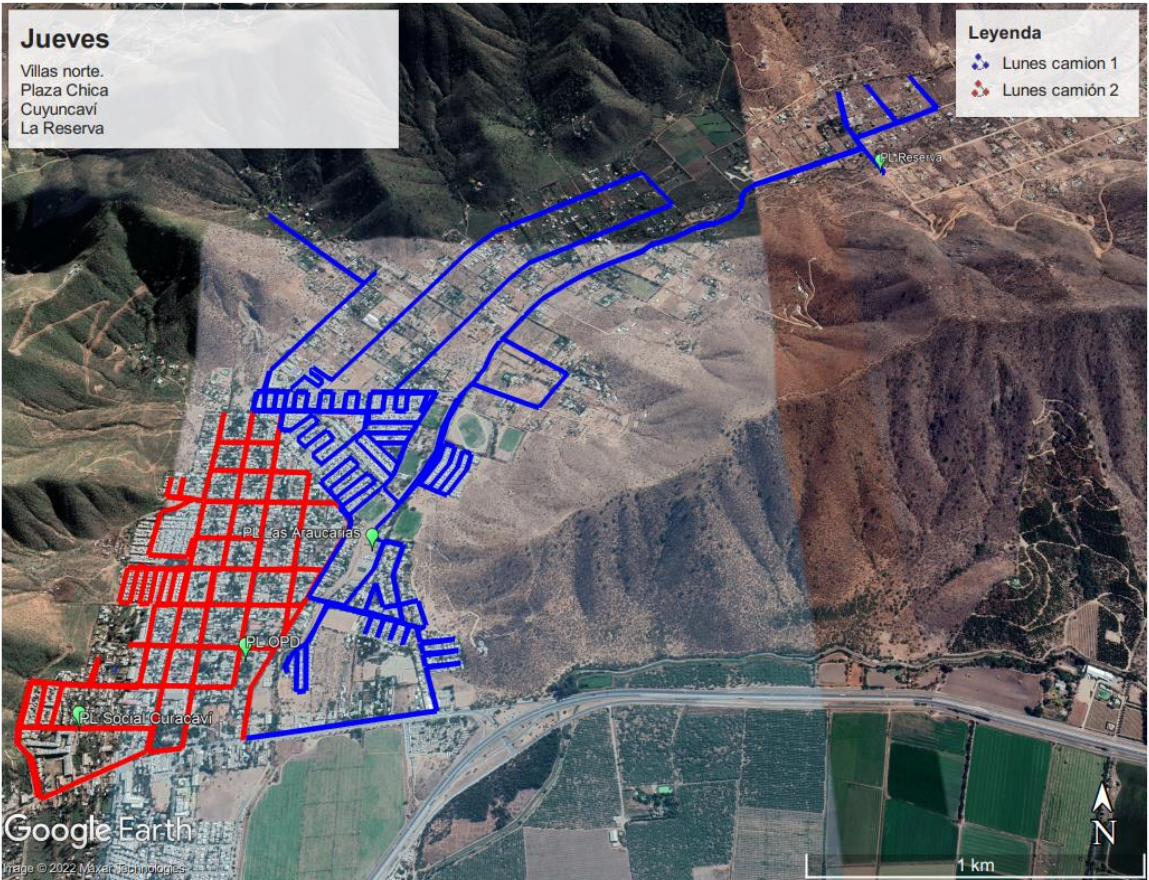 Jueves
Villas norte.
Plaza Chica
Cuyuncaví
La Reserva
Leyenda
Lunes camion 1
Lunes camión 2
PL Reserva
PL Las Araucarias
PL OPD
PL Social Curacaví
Google Earth
Image © 2022 Maxar Technologies
N
1 km